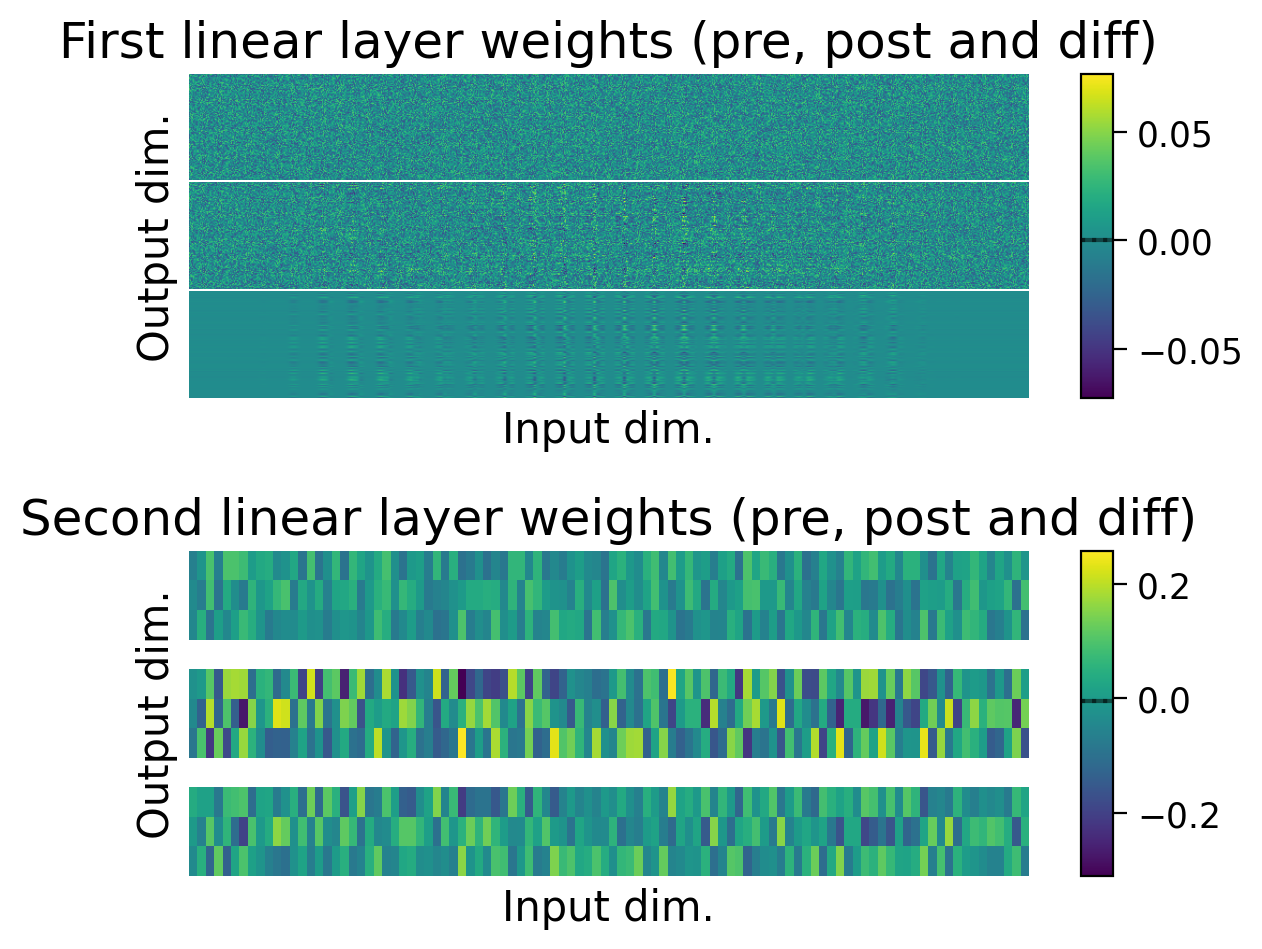 First linear layer weights (pre, post and diff)
Output dim.
0.05
0.00
−0.05
Input dim.
Second linear layer weights (pre, post and diff)
Output dim.
0.2
0.0
−0.2
Input dim.